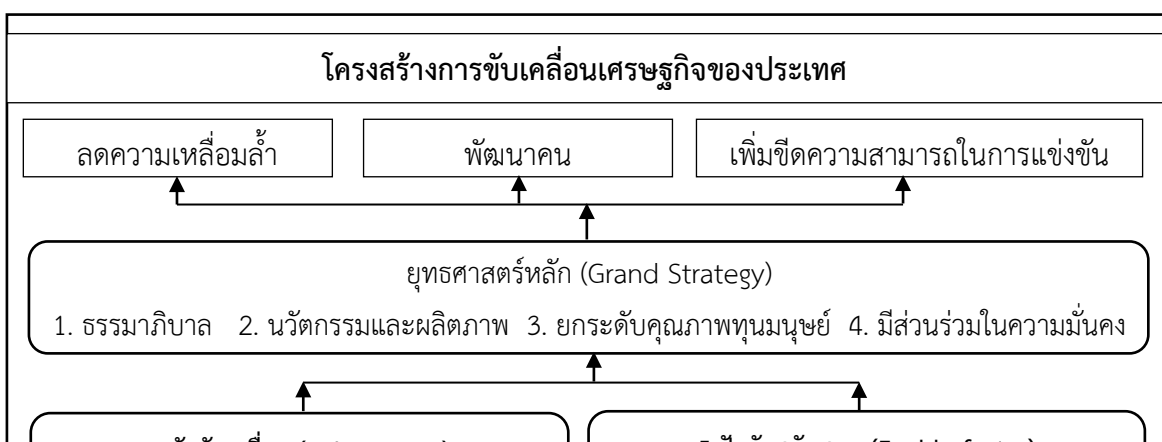 โครงสร้างการขับเคลื่อนเศรษฐกิจของประเทศ
ลดความเหลื่อมล้ำ พัฒนาคน เพิ่มขีดความสามารถในการแข่งขัน
ยุทธศาสตร์หลัก (Grand Strategy)
1. ธรรมาภิบาล 2. นวัตกรรมและผลิตภาพ 3. ยกระดับคุณภาพทุนมนุษย์ 4. มีส่วนร่วมในความมั่นคง